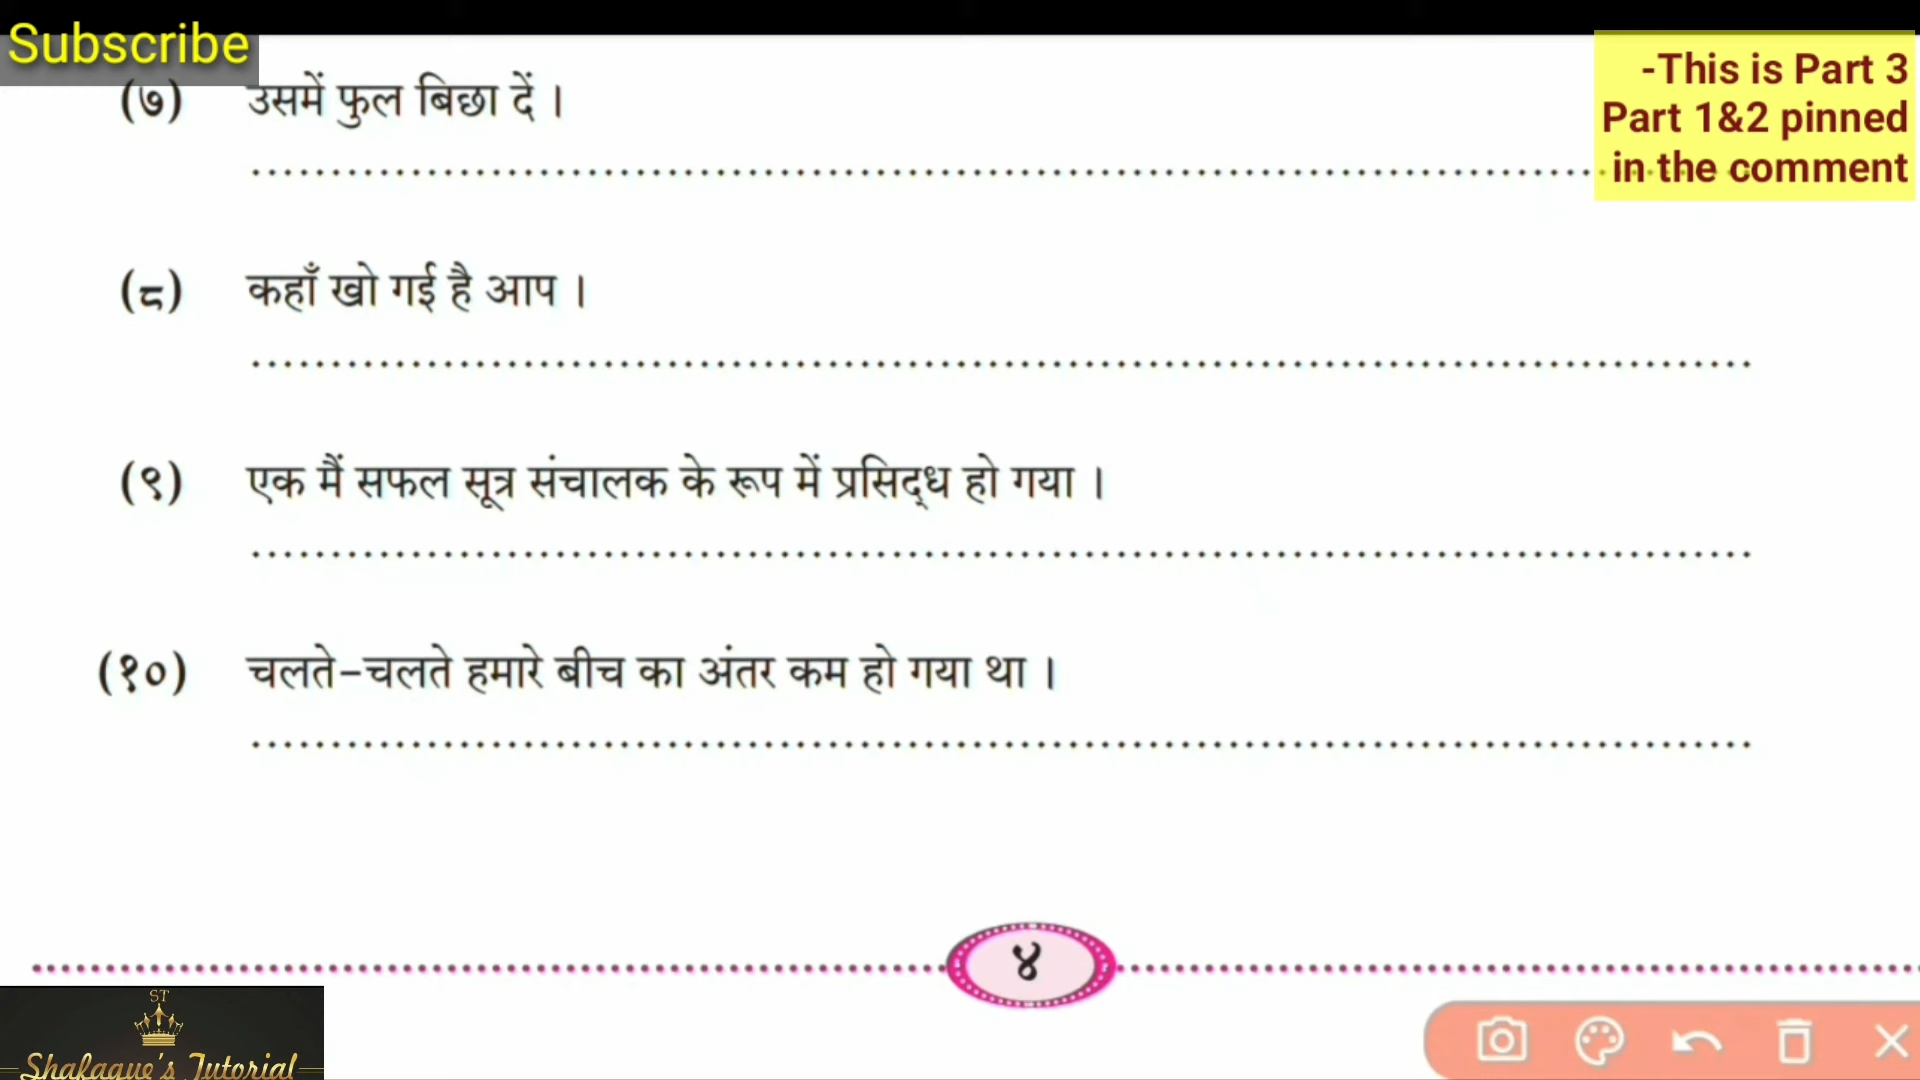 Subscribe
-This is Part 3
Part 1&2 pinned
in the comment
(७) उसमें फुल बिछा दें ।
(८) कहाँ खो गई है आप ।
(९) एक मैं सफल सूत्र संचालक के रूप में प्रसिद्ध हो गया ।
(१०) चलते-चलते हमारे बीच का अंतर कम हो गया था ।
४
ST
Shafaque's Tutorial